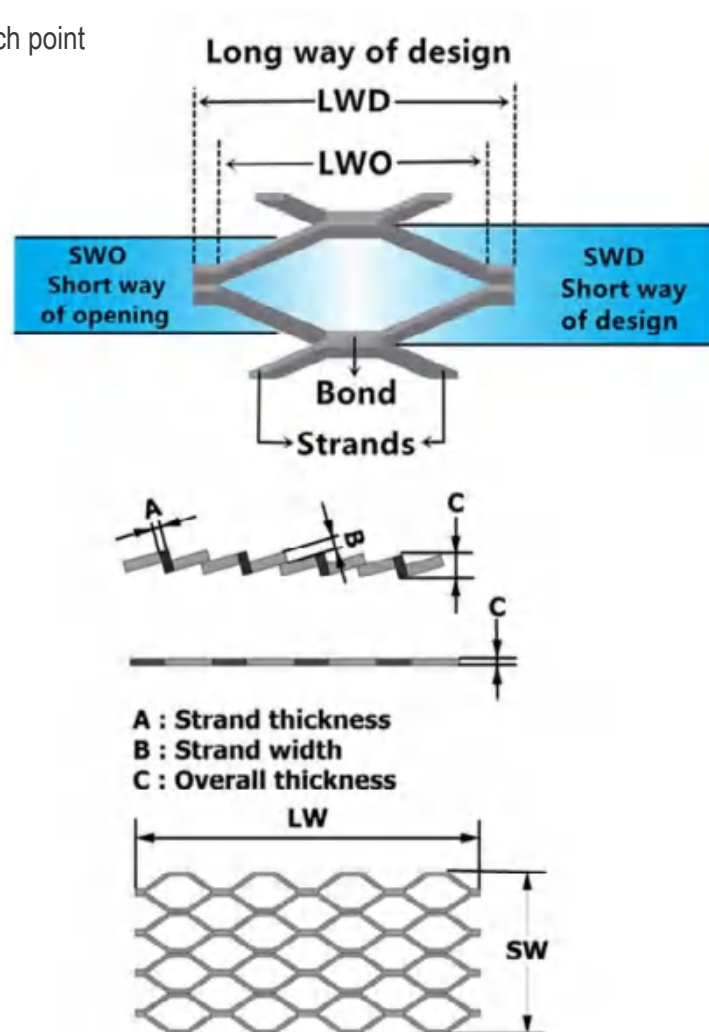 ch point
Long way of design
LWD
LWO
SWO
Short way
of opening
SWD
Short way
of design
Bond
Strands
A
B
C
C
A : Strand thickness
B : Strand width
C : Overall thickness
LW
SW